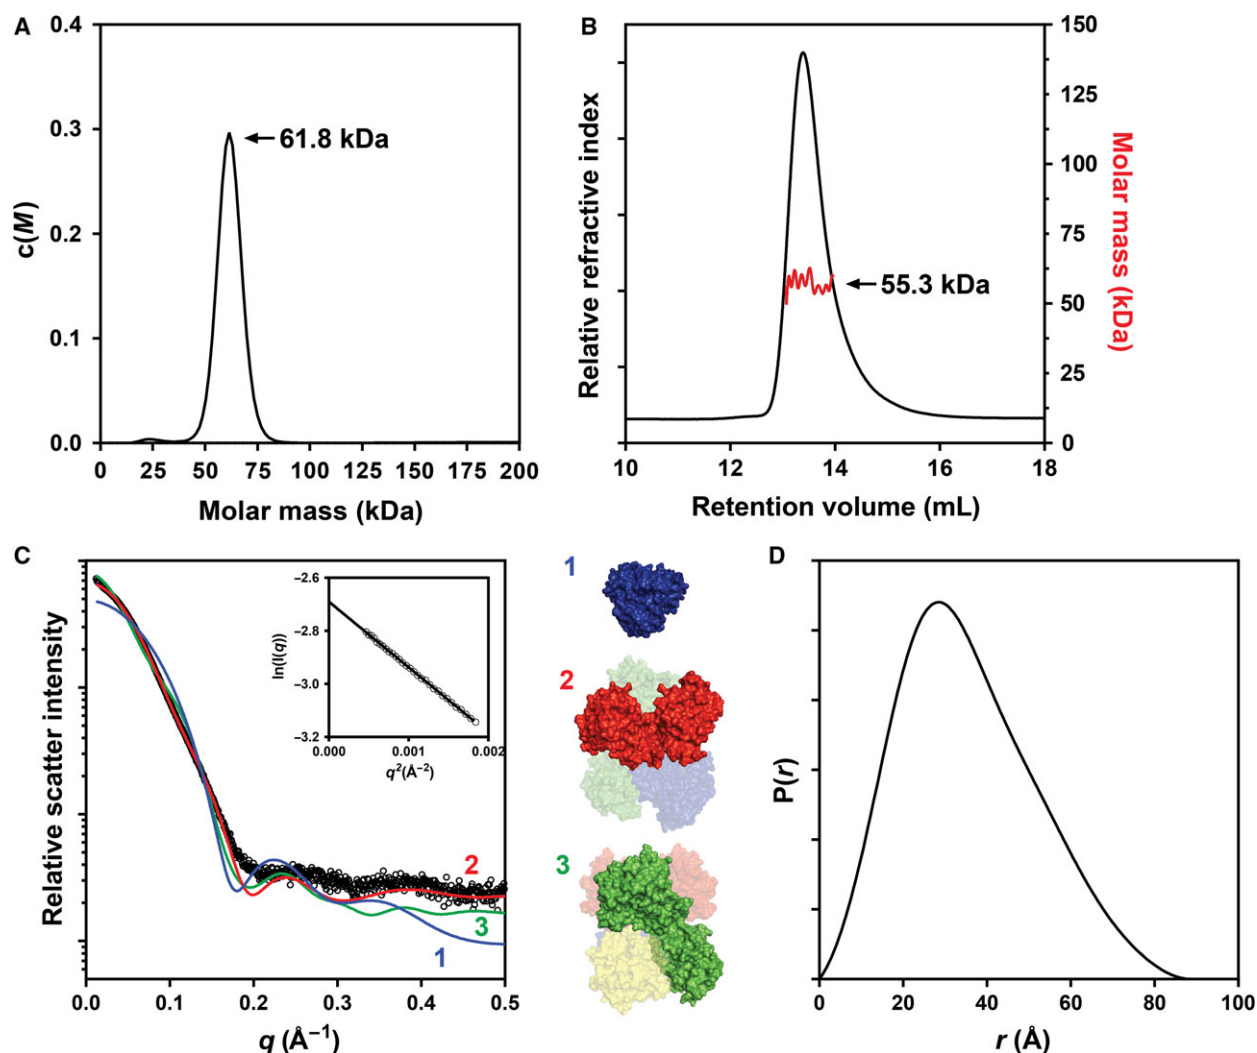 A
0.4
0.3
0.2
0.1
0.0
c(M)
61.8 kDa
0 25 50 75 100 125 150 175 200
Molar mass (kDa)
B
Relative refractive index
55.3 kDa
150
125
100
75
50
25
0
Molar mass (kDa)
10 12 14 16 18
Retention volume (mL)
C
Relative scatter intensity
−2.6
−2.8
−3.0
−3.2
ln(I(q))
0.000 0.001 0.002
q²(Å⁻²)
2
3
1
0.0 0.1 0.2 0.3 0.4 0.5
q (Å⁻¹)
1
2
3
D
P(r)
0 20 40 60 80 100
r (Å)